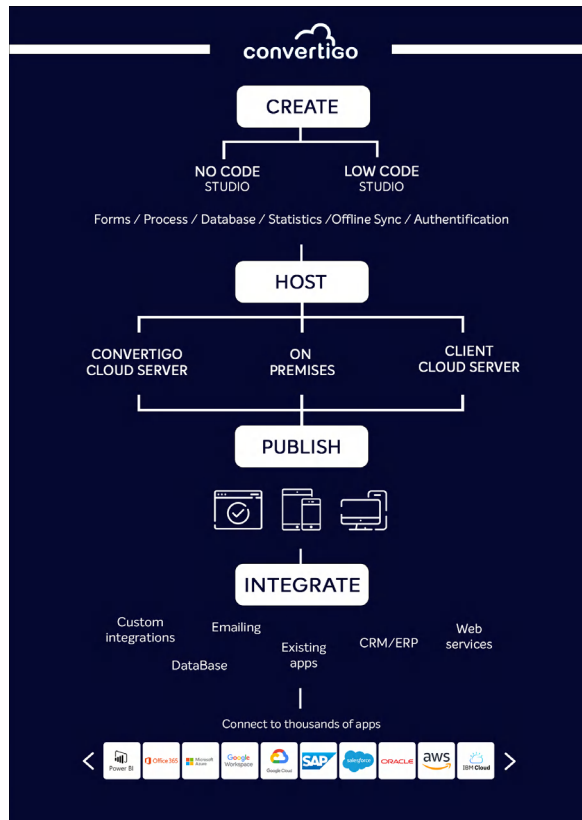 convertigo
CREATE
NO CODE
STUDIO
LOW CODE
STUDIO
Forms / Process / Database / Statistics /Offline Sync / Authentification
HOST
CONVERTIGO
CLOUD SERVER
ON
PREMISES
CLIENT
CLOUD SERVER
PUBLISH
INTEGRATE
Custom
integrations
Emailing
DataBase
Existing
apps
CRM/ERP
Web
services
Connect to thousands of apps
Power BI
Office 365
Microsoft
Azure
Google
Workspace
Google Cloud
SAP
salesforce
ORACLE
aws
IBM Cloud